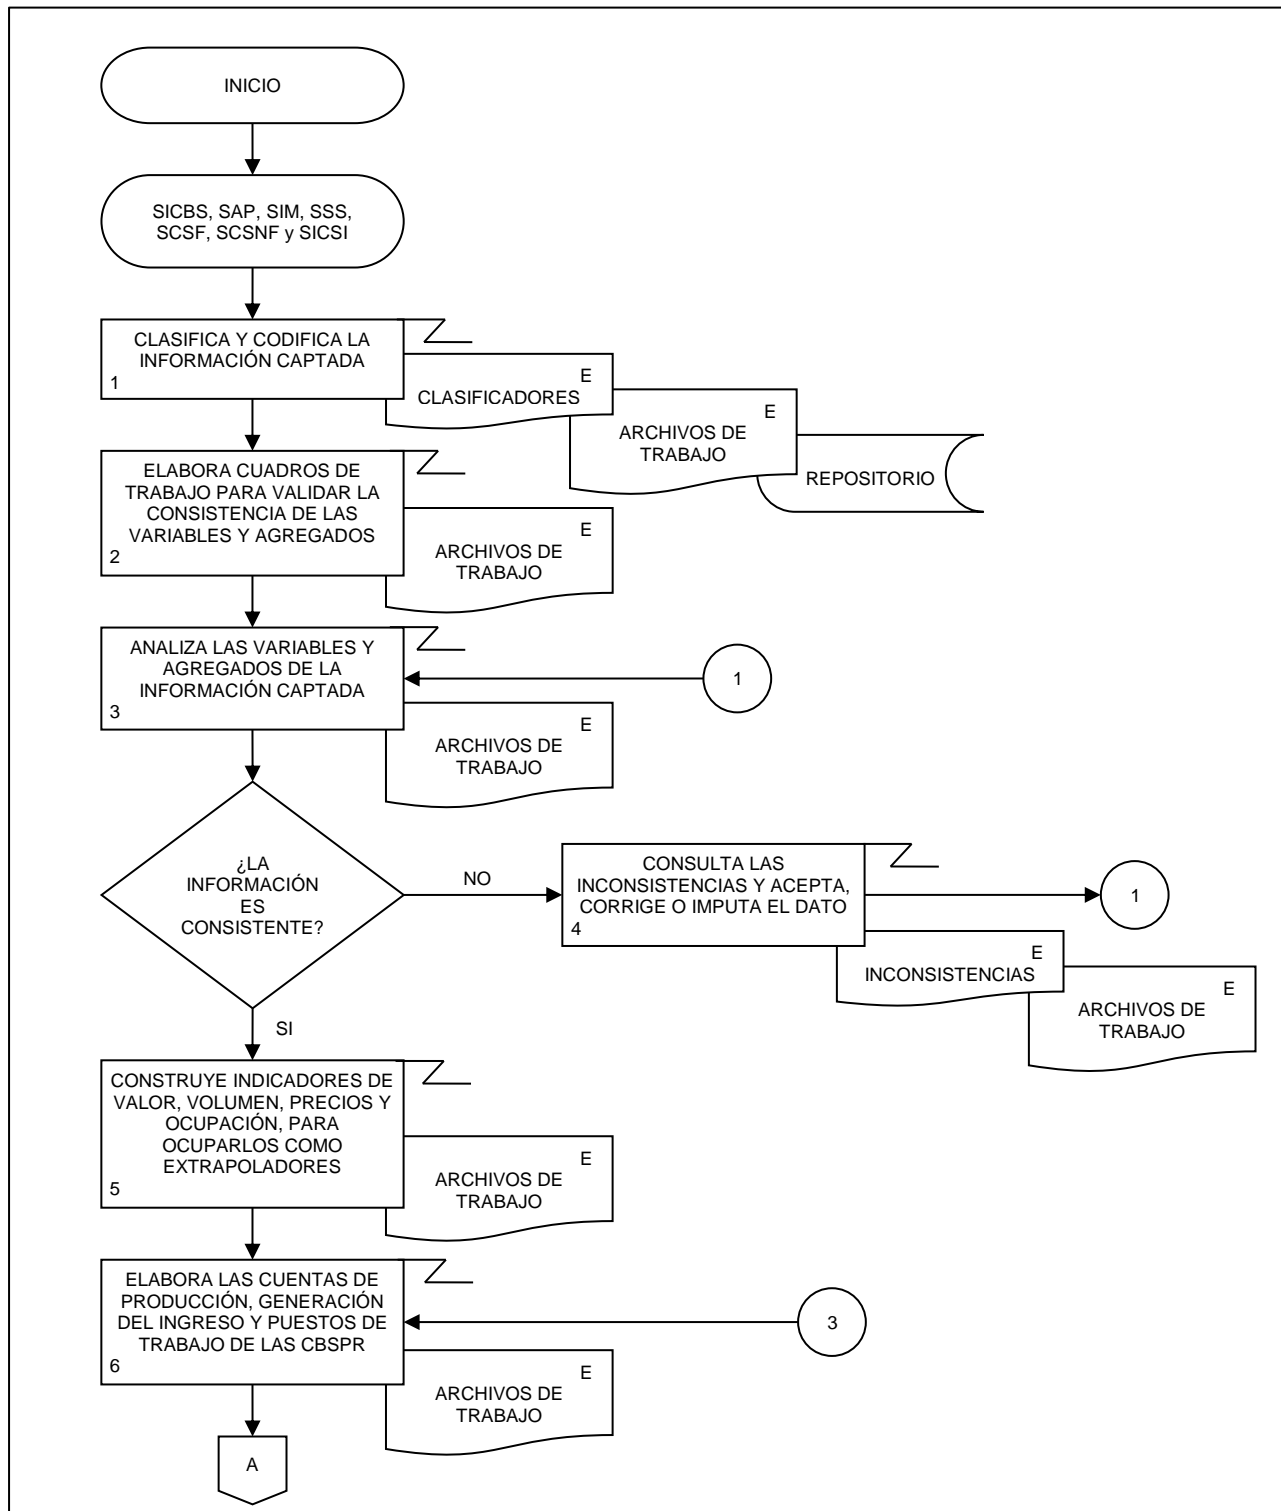 INICIO
SICBS, SAP, SIM, SSS,
SCSF, SCSNF y SICSI
CLASIFICA Y CODIFICA LA
INFORMACIÓN CAPTADA
1
E
CLASIFICADORES
E
ARCHIVOS DE
TRABAJO
REPOSITORIO
ELABORA CUADROS DE
TRABAJO PARA VALIDAR LA
CONSISTENCIA DE LAS
VARIABLES Y AGREGADOS
2
E
ARCHIVOS DE
TRABAJO
ANALIZA LAS VARIABLES Y
AGREGADOS DE LA
INFORMACIÓN CAPTADA
3
1
E
ARCHIVOS DE
TRABAJO
¿LA
INFORMACIÓN
ES
CONSISTENTE?
NO
CONSULTA LAS
INCONSISTENCIAS Y ACEPTA,
CORRIGE O IMPUTA EL DATO
4
1
E
INCONSISTENCIAS
E
ARCHIVOS DE
TRABAJO
SI
CONSTRUYE INDICADORES DE
VALOR, VOLUMEN, PRECIOS Y
OCUPACIÓN, PARA
OCUPARLOS COMO
EXTRAPOLADORES
5
E
ARCHIVOS DE
TRABAJO
ELABORA LAS CUENTAS DE
PRODUCCIÓN, GENERACIÓN
DEL INGRESO Y PUESTOS DE
TRABAJO DE LAS CBSPR
6
3
E
ARCHIVOS DE
TRABAJO
A